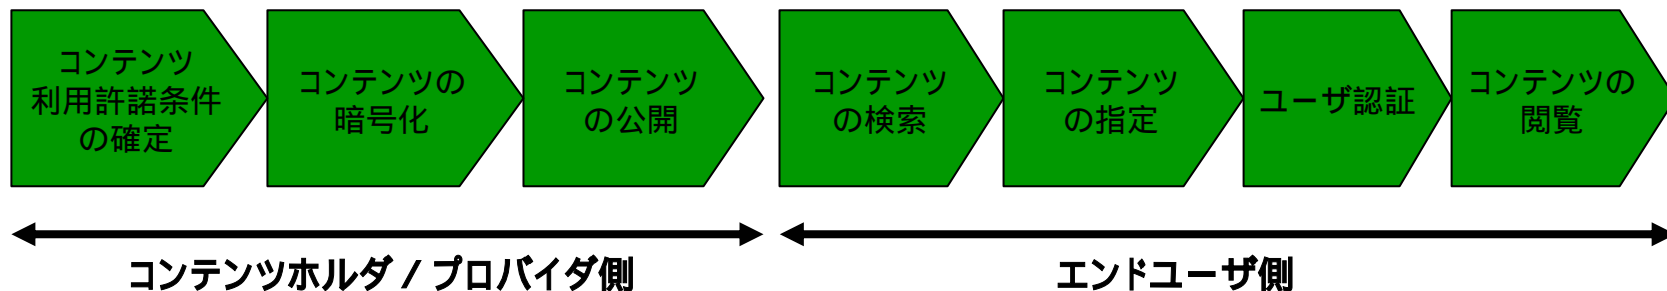 コンテンツ
利用許諾条件
の確定
コンテンツの
暗号化
コンテンツ
の公開
コンテンツ
の検索
コンテンツ
の指定
ユーザ認証
コンテンツの
閲覧
コンテンツホルダ / プロバイダ側
エンドユーザ側